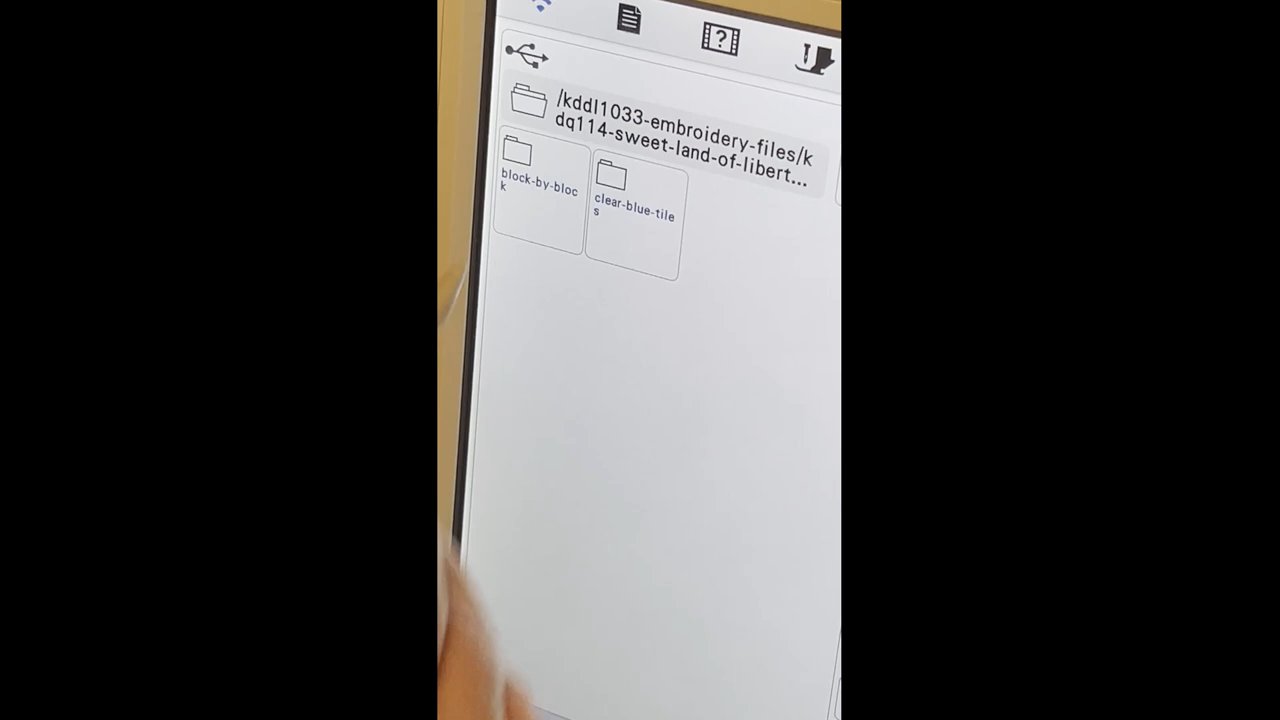 /kddl1033-embroidery-files/k
dq114-sweet-land-of-libert...
block-by-bloc
k
clear-blue-tile
s